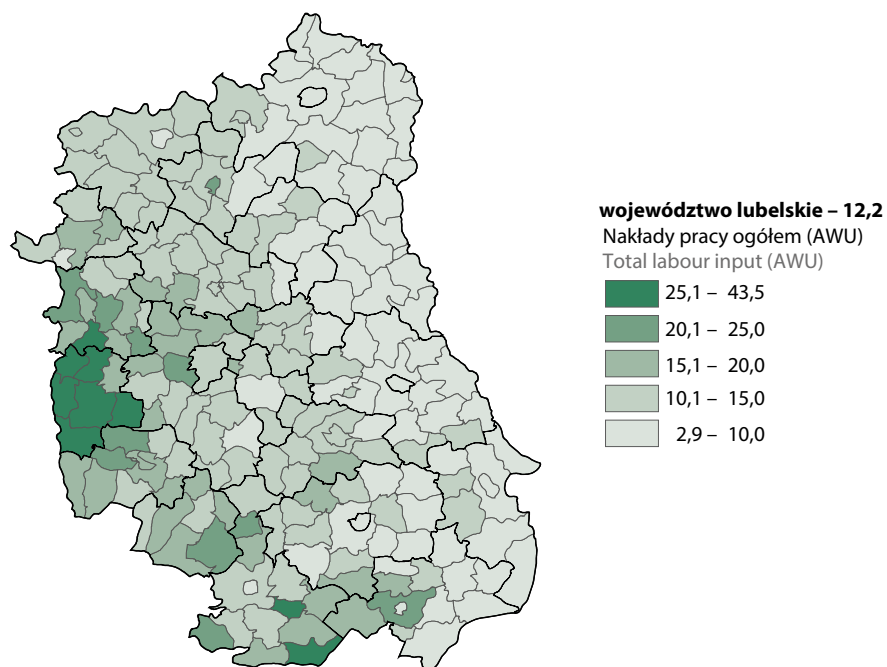 województwo lubelskie – 12,2
Nakłady pracy ogółem (AWU)
Total labour input (AWU)
25,1 – 43,5
20,1 – 25,0
15,1 – 20,0
10,1 – 15,0
2,9 – 10,0